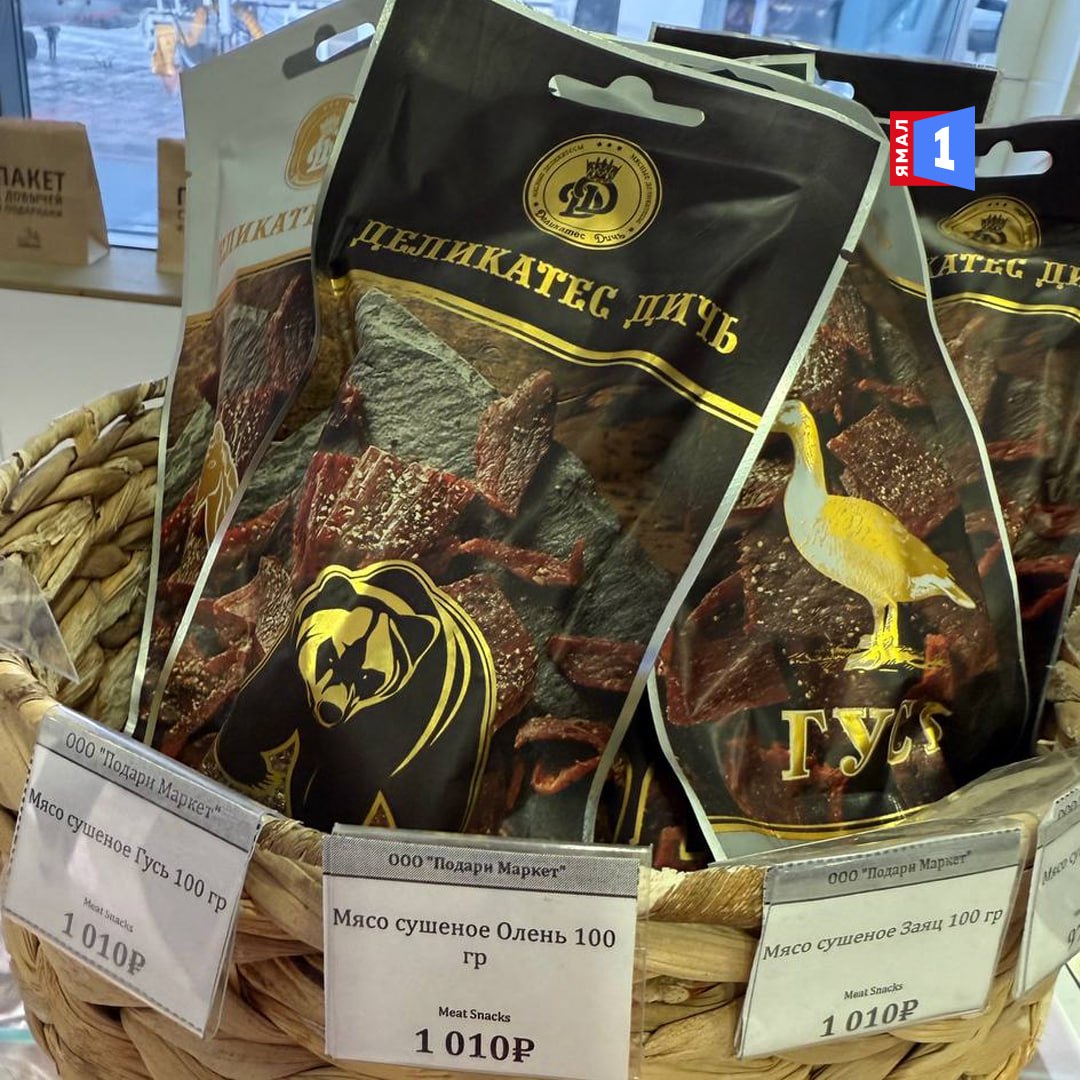 ЯМАЛ 1
ПАКЕТ
ДЕЛИКАТЕС ДИЧЬ
Деликатес Дичь
ГУСЬ
ООО "Подари Маркет"
Мясо сушеное Гусь 100 гр
Meat Snacks
1 010₽
ООО "Подари Маркет"
Мясо сушеное Олень 100
гр
Meat Snacks
1 010₽
ООО "Подари Маркет"
Мясо сушеное Заяц 100 гр
Meat Snacks
1 010₽